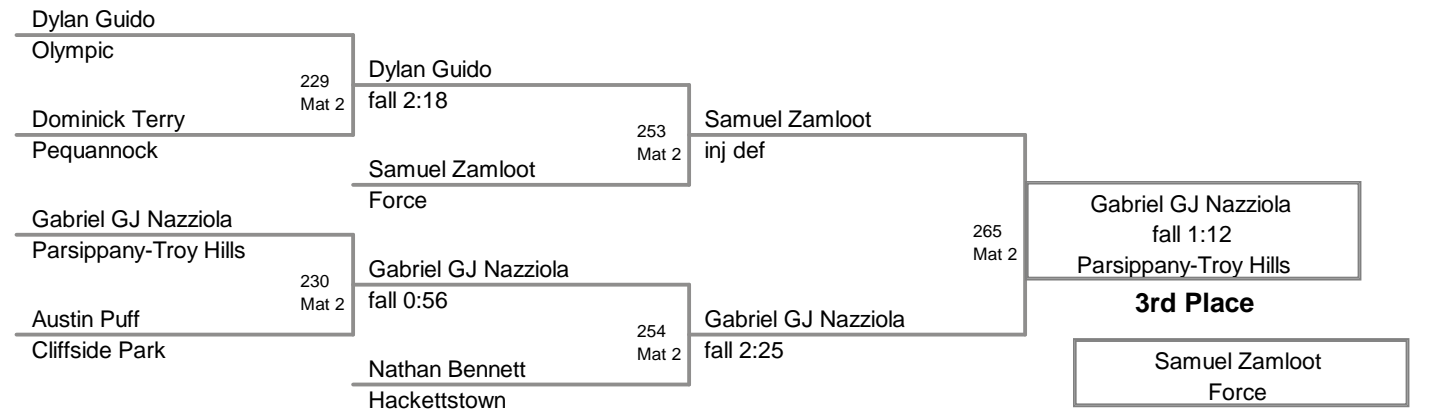 Dylan Guido
Olympic
229
Mat 2
Dylan Guido
fall 2:18
Dominick Terry
Pequannock
253
Mat 2
Samuel Zamloot
inj def
Samuel Zamloot
Force
Gabriel GJ Nazziola
Parsippany-Troy Hills
265
Mat 2
Gabriel GJ Nazziola
fall 1:12
Parsippany-Troy Hills
230
Mat 2
Gabriel GJ Nazziola
fall 0:56
3rd Place
Austin Puff
Cliffside Park
254
Mat 2
Gabriel GJ Nazziola
fall 2:25
Nathan Bennett
Hackettstown
Samuel Zamloot
Force